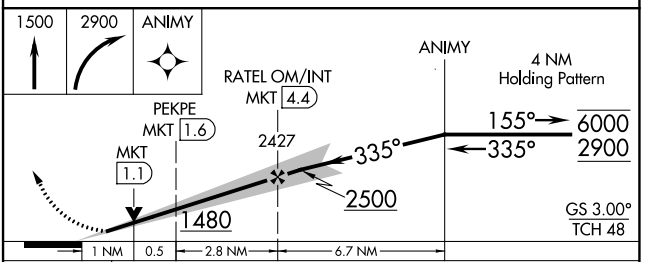 1500
2900
ANIMY
ANIMY
4 NM
Holding Pattern
RATEL OM/INT
MKT 4.4
PEKPE
MKT 1.6
MKT
1.1
2427
335°
155°
335°
6000
2900
2500
1480
GS 3.00°
TCH 48
1 NM
0.5
2.8 NM
6.7 NM